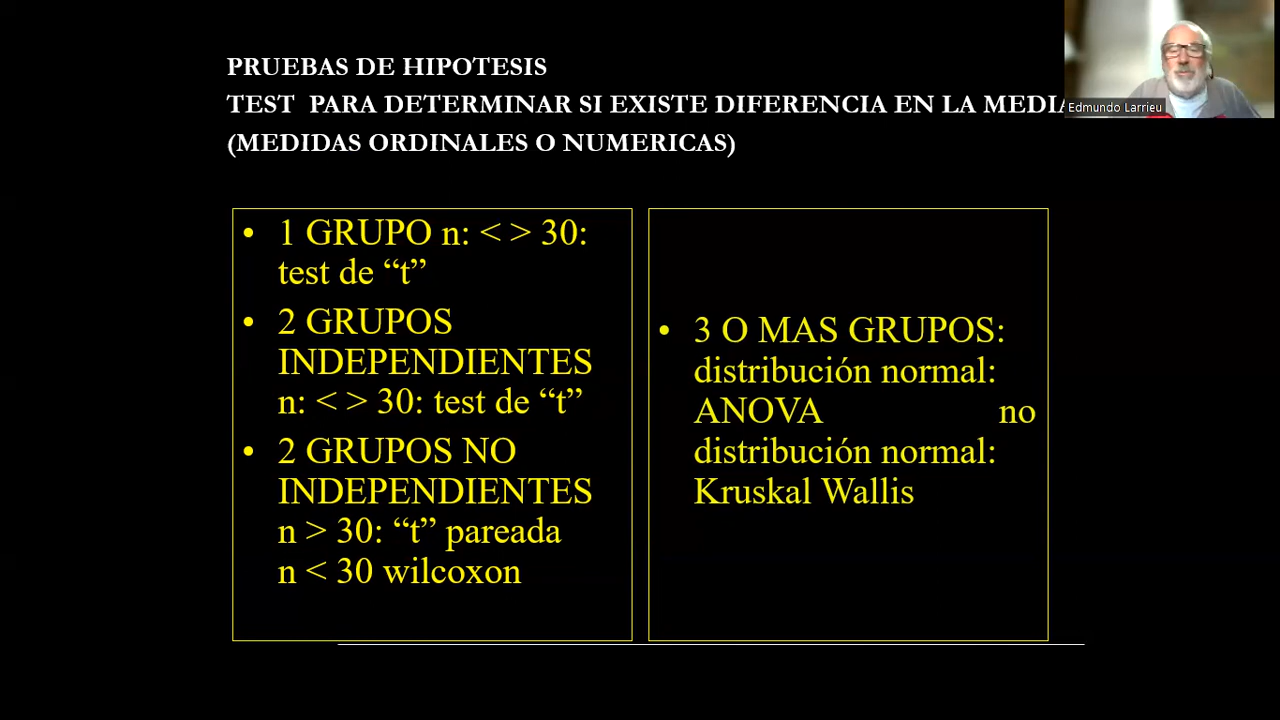 PRUEBAS DE HIPOTESIS
TEST PARA DETERMINAR SI EXISTE DIFERENCIA EN LA MEDIA
(MEDIDAS ORDINALES O NUMERICAS)
Edmundo Larrieu
• 1 GRUPO n: < > 30:
test de “t”
• 2 GRUPOS
INDEPENDIENTES
n: < > 30: test de “t”
• 2 GRUPOS NO
INDEPENDIENTES
n > 30: “t” pareada
n < 30 wilcoxon
• 3 O MAS GRUPOS:
distribución normal:
ANOVA no
distribución normal:
Kruskal Wallis